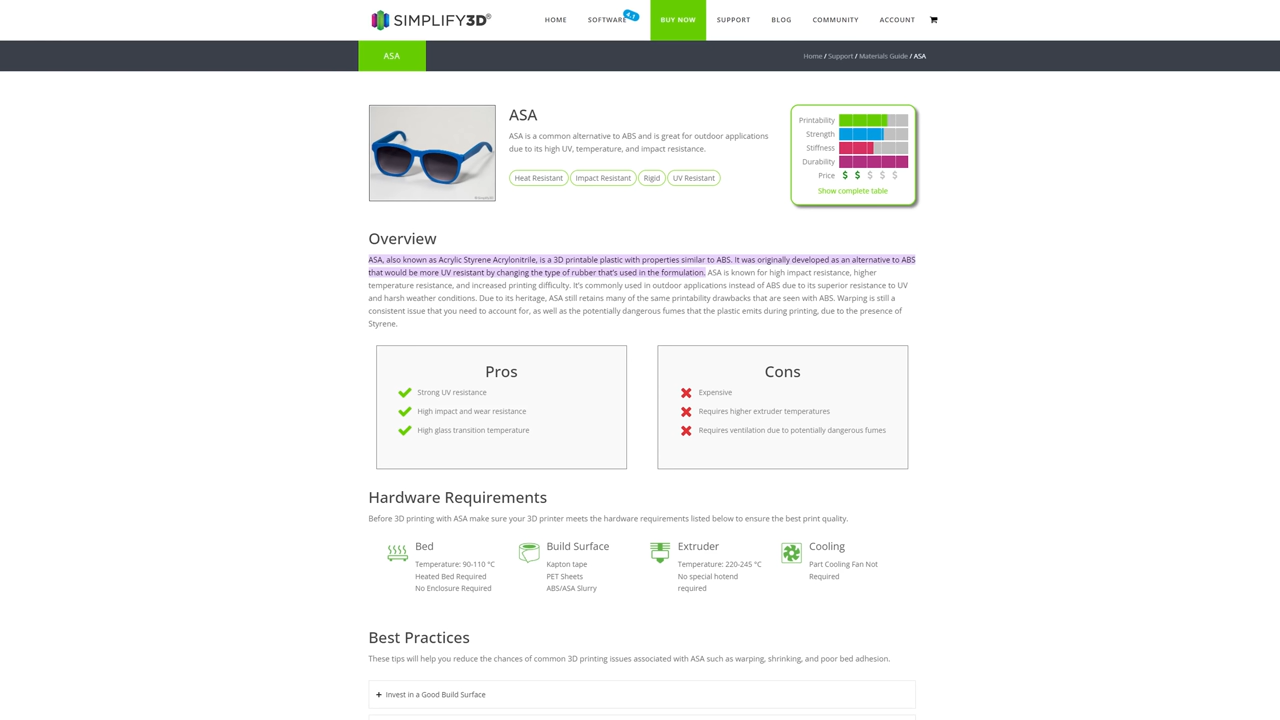 SIMPLIFY3D®
HOME
SOFTWARE
4.1
BUY NOW
SUPPORT
BLOG
COMMUNITY
ACCOUNT
ASA
Home / Support / Materials Guide / ASA
ASA
ASA is a common alternative to ABS and is great for outdoor applications
due to its high UV, temperature, and impact resistance.
Heat Resistant
Impact Resistant
Rigid
UV Resistant
Printability
Strength
Stiffness
Durability
Price $ $ $ $ $
Show complete table
Overview
ASA, also known as Acrylic Styrene Acrylonitrile, is a 3D printable plastic with properties similar to ABS. It was originally developed as an alternative to ABS
that would be more UV resistant by changing the type of rubber that's used in the formulation. ASA is known for high impact resistance, higher
temperature resistance, and increased printing difficulty. It's commonly used in outdoor applications instead of ABS due to its superior resistance to UV
and harsh weather conditions. Due to its heritage, ASA still retains many of the same printability drawbacks that are seen with ABS. Warping is still a
consistent issue that you need to account for, as well as the potentially dangerous fumes that the plastic emits during printing, due to the presence of
Styrene.
Pros
Strong UV resistance
High impact and wear resistance
High glass transition temperature
Cons
Expensive
Requires higher extruder temperatures
Requires ventilation due to potentially dangerous fumes
Hardware Requirements
Before 3D printing with ASA make sure your 3D printer meets the hardware requirements listed below to ensure the best print quality.
Bed
Temperature: 90-110 °C
Heated Bed Required
No Enclosure Required
Build Surface
Kapton tape
PET Sheets
ABS/ASA Slurry
Extruder
Temperature: 220-245 °C
No special hotend
required
Cooling
Part Cooling Fan Not
Required
Best Practices
These tips will help you reduce the chances of common 3D printing issues associated with ASA such as warping, shrinking, and poor bed adhesion.
+ Invest in a Good Build Surface